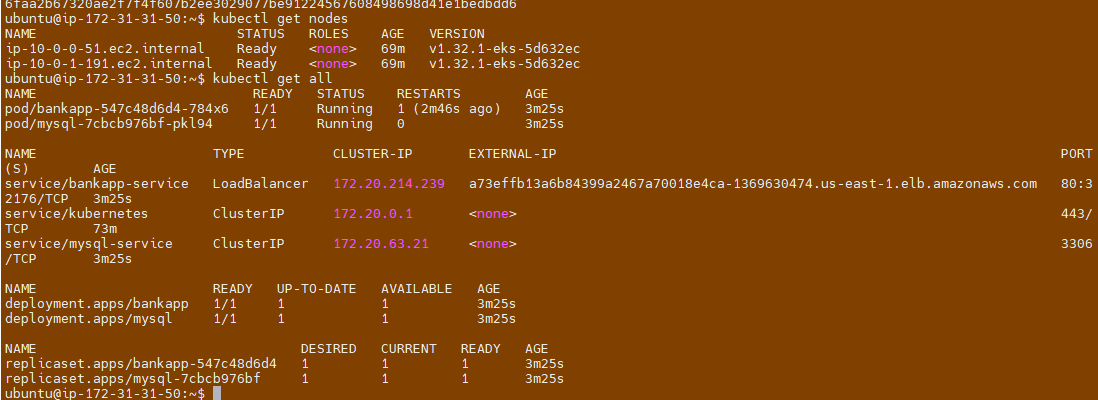 6faa2b67320ae2f7f4f607b2ee3029077be91224567608498698d41e1bedbdd6
ubuntu@ip-172-31-31-50:~$ kubectl get nodes
NAME                         STATUS   ROLES    AGE   VERSION
ip-10-0-0-51.ec2.internal    Ready    <none>   69m   v1.32.1-eks-5d632ec
ip-10-0-1-191.ec2.internal   Ready    <none>   69m   v1.32.1-eks-5d632ec
ubuntu@ip-172-31-31-50:~$ kubectl get all
NAME                           READY   STATUS    RESTARTS        AGE
pod/bankapp-547c48d6d4-784x6   1/1     Running   1 (2m46s ago)   3m25s
pod/mysql-7cbcb976bf-pkl94     1/1     Running   0               3m25s
NAME                      TYPE           CLUSTER-IP       EXTERNAL-IP                                                               PORT
(S)        AGE
service/bankapp-service   LoadBalancer   172.20.214.239   a73effb13a6b84399a2467a70018e4ca-1369630474.us-east-1.elb.amazonaws.com   80:3
2176/TCP   3m25s
service/kubernetes        ClusterIP      172.20.0.1       <none>                                                                    443/
TCP        73m
service/mysql-service     ClusterIP      172.20.63.21     <none>                                                                    3306
/TCP       3m25s
NAME                      READY   UP-TO-DATE   AVAILABLE   AGE
deployment.apps/bankapp   1/1     1            1           3m25s
deployment.apps/mysql     1/1     1            1           3m25s
NAME                                 DESIRED   CURRENT   READY   AGE
replicaset.apps/bankapp-547c48d6d4   1         1         1       3m25s
replicaset.apps/mysql-7cbcb976bf     1         1         1       3m25s
ubuntu@ip-172-31-31-50:~$